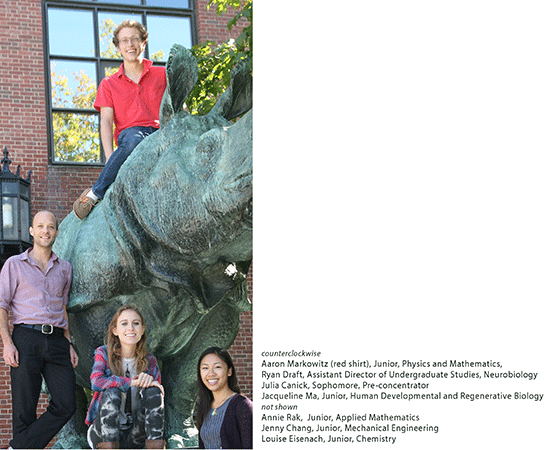 counterclockwise
Aaron Markowitz (red shirt), Junior, Physics and Mathematics,
Ryan Draft, Assistant Director of Undergraduate Studies, Neurobiology
Julia Canick, Sophomore, Pre-concentrator
Jacqueline Ma, Junior, Human Developmental and Regenerative Biology
not shown
Annie Rak,  Junior, Applied Mathematics
Jenny Chang, Junior, Mechanical Engineering
Louise Eisenach, Junior, Chemistry